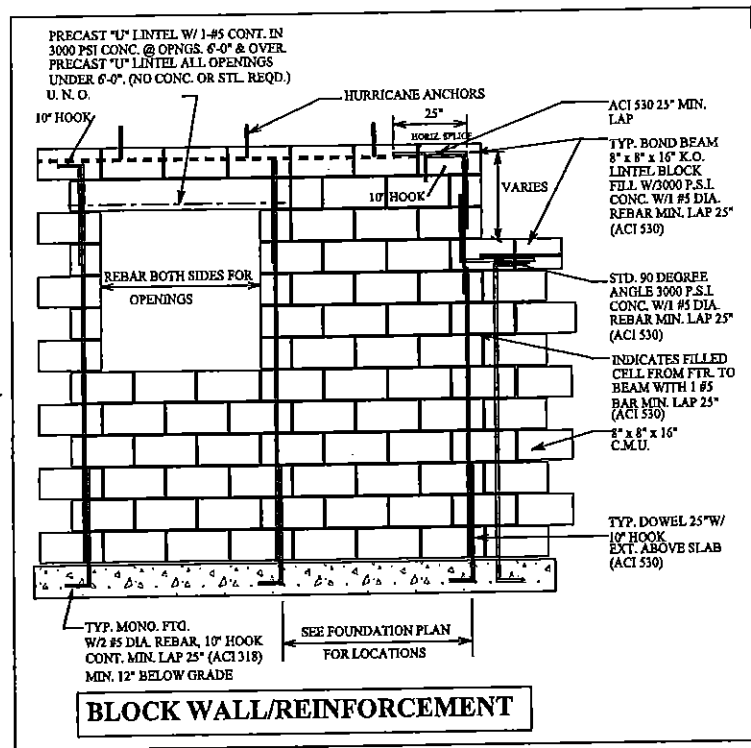 PRECAST "U" LINTEL W/ 1-#5 CONT. IN
3000 PSI CONC. @ OPNGS. 6'-0" & OVER.
PRECAST "U" LINTEL ALL OPENINGS
UNDER 6'-0". (NO CONC. OR STL. REQD.)
U. N. O.
10" HOOK
HURRICANE ANCHORS
25"
HORIZ. SPLICE
10" HOOK
VARIES
ACI 530 25" MIN.
LAP
TYP. BOND BEAM
8" x 8" x 16" K.O.
LINTEL BLOCK
FILL W/3000 P.S.I.
CONC. W/1 #5 DIA.
REBAR MIN. LAP 25"
(ACI 530)
REBAR BOTH SIDES FOR
OPENINGS
STD. 90 DEGREE
ANGLE 3000 P.S.I.
CONC. W/1 #5 DIA.
REBAR MIN. LAP 25"
(ACI 530)
INDICATES FILLED
CELL FROM FTR. TO
BEAM WITH 1 #5
BAR MIN. LAP 25"
(ACI 530)
8" x 8" x 16"
C.M.U.
TYP. DOWEL 25"W/
10" HOOK
EXT. ABOVE SLAB
(ACI 530)
TYP. MONO. FTG.
W/2 #5 DIA. REBAR, 10" HOOK
CONT. MIN. LAP 25" (ACI 318)
MIN. 12" BELOW GRADE
SEE FOUNDATION PLAN
FOR LOCATIONS
BLOCK WALL/REINFORCEMENT